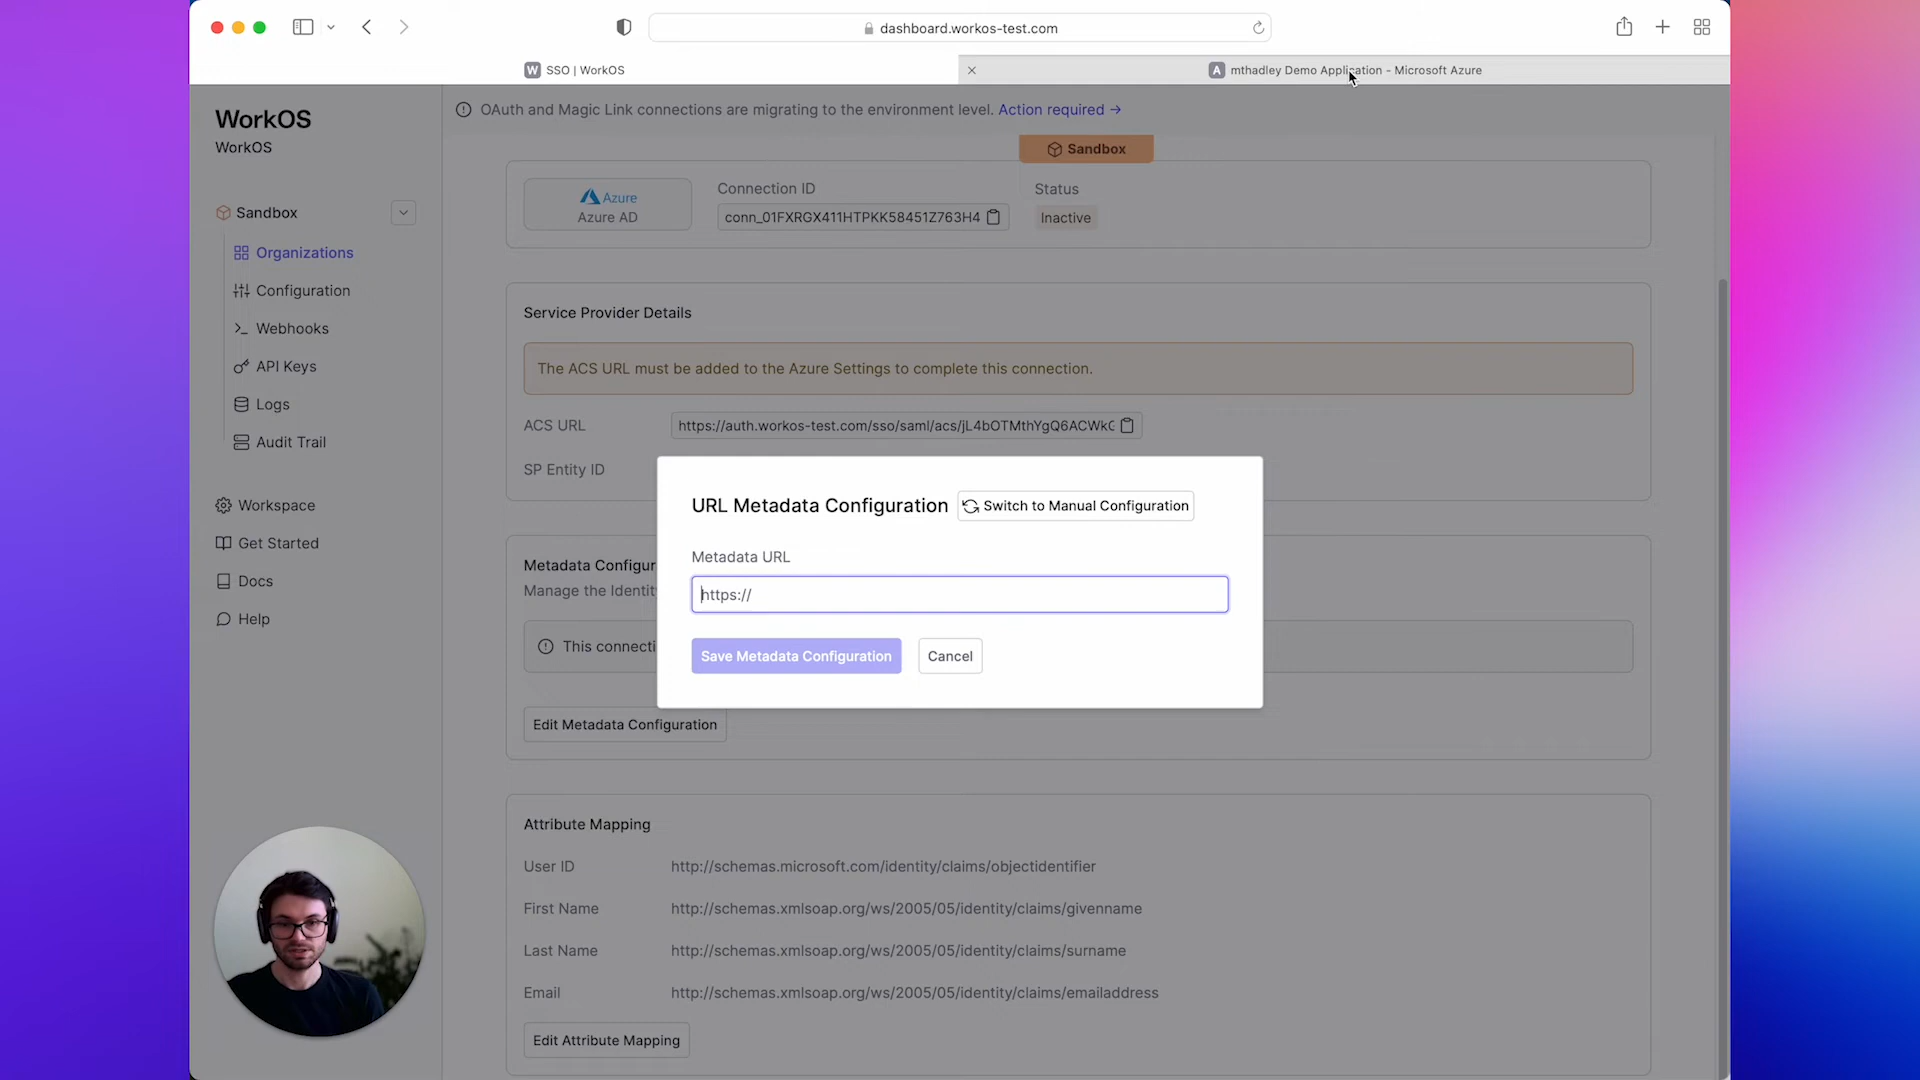 dashboard.workos-test.com
W SSO | WorkOS
A mthadley Demo Application - Microsoft Azure
WorkOS
WorkOS
OAuth and Magic Link connections are migrating to the environment level. Action required →
Sandbox
Sandbox
Organizations
Configuration
Webhooks
API Keys
Logs
Audit Trail
Workspace
Get Started
Docs
Help
Azure
Azure AD
Connection ID
conn_01FXRGX411HTPKK58451Z763H4
Status
Inactive
Service Provider Details
The ACS URL must be added to the Azure Settings to complete this connection.
ACS URL
https://auth.workos-test.com/sso/saml/acs/jL4bOTMthYgQ6ACWkC
SP Entity ID
URL Metadata Configuration
Switch to Manual Configuration
Metadata URL
https://
Save Metadata Configuration
Cancel
Metadata Configur
Manage the Identit
This connecti
Edit Metadata Configuration
Attribute Mapping
User ID
http://schemas.microsoft.com/identity/claims/objectidentifier
First Name
http://schemas.xmlsoap.org/ws/2005/05/identity/claims/givenname
Last Name
http://schemas.xmlsoap.org/ws/2005/05/identity/claims/surname
Email
http://schemas.xmlsoap.org/ws/2005/05/identity/claims/emailaddress
Edit Attribute Mapping